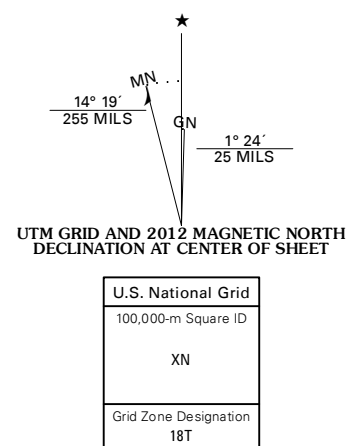 ★
MN
14° 19´
255 MILS
GN
1° 24´
25 MILS
UTM GRID AND 2012 MAGNETIC NORTH
DECLINATION AT CENTER OF SHEET
U.S. National Grid
100,000-m Square ID
XN
Grid Zone Designation
18T